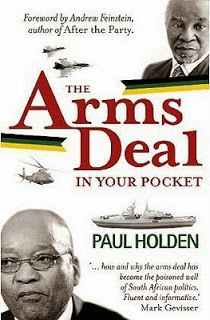 Foreword by Andrew Feinstein,
author of After the Party.
THE
Arms
Deal
IN YOUR POCKET
PAUL HOLDEN
'... how and why the arms deal has
become the poisoned well
of South African politics.
Fluent and informative.'
Mark Gevisser